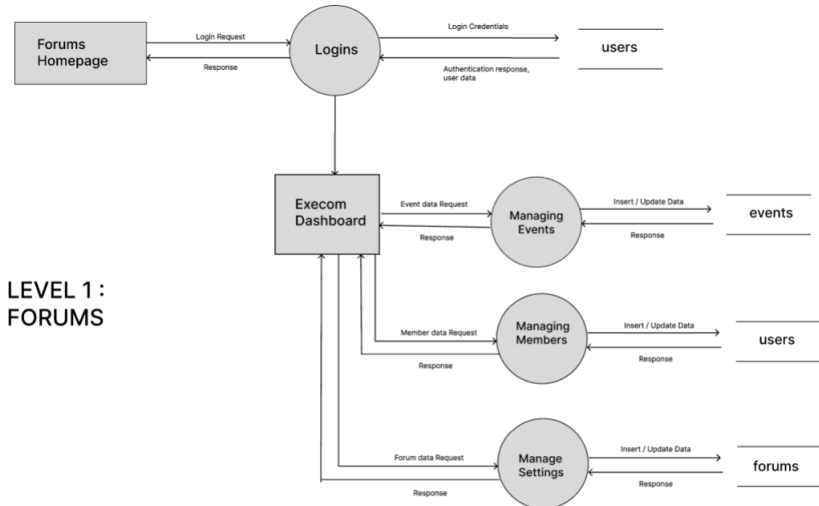 Forums
Homepage
Login Request
Response
Logins
Login Credentials
Authentication response,
user data
users
Execom
Dashboard
Event data Request
Response
Managing
Events
Insert / Update Data
Response
events
LEVEL 1 :
FORUMS
Member data Request
Response
Managing
Members
Insert / Update Data
Response
users
Forum data Request
Response
Manage
Settings
Insert / Update Data
Response
forums